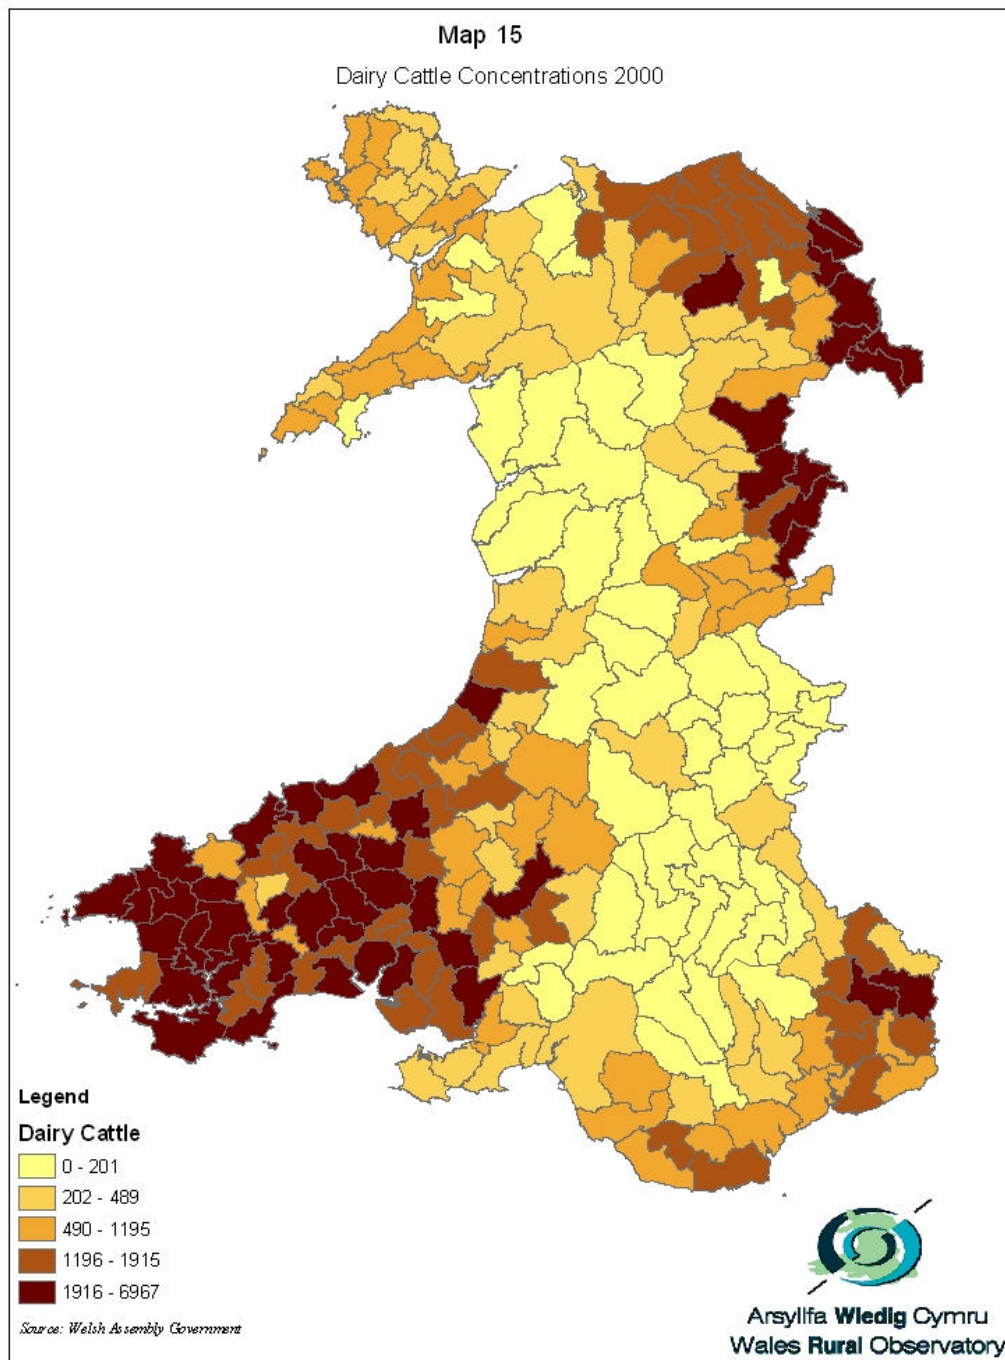 Map 15
Dairy Cattle Concentrations 2000
Legend
Dairy Cattle
0 - 201
202 - 489
490 - 1195
1196 - 1915
1916 - 6967
Source: Welsh Assembly Government
Arsyllfa Wledig Cymru
Wales Rural Observatory